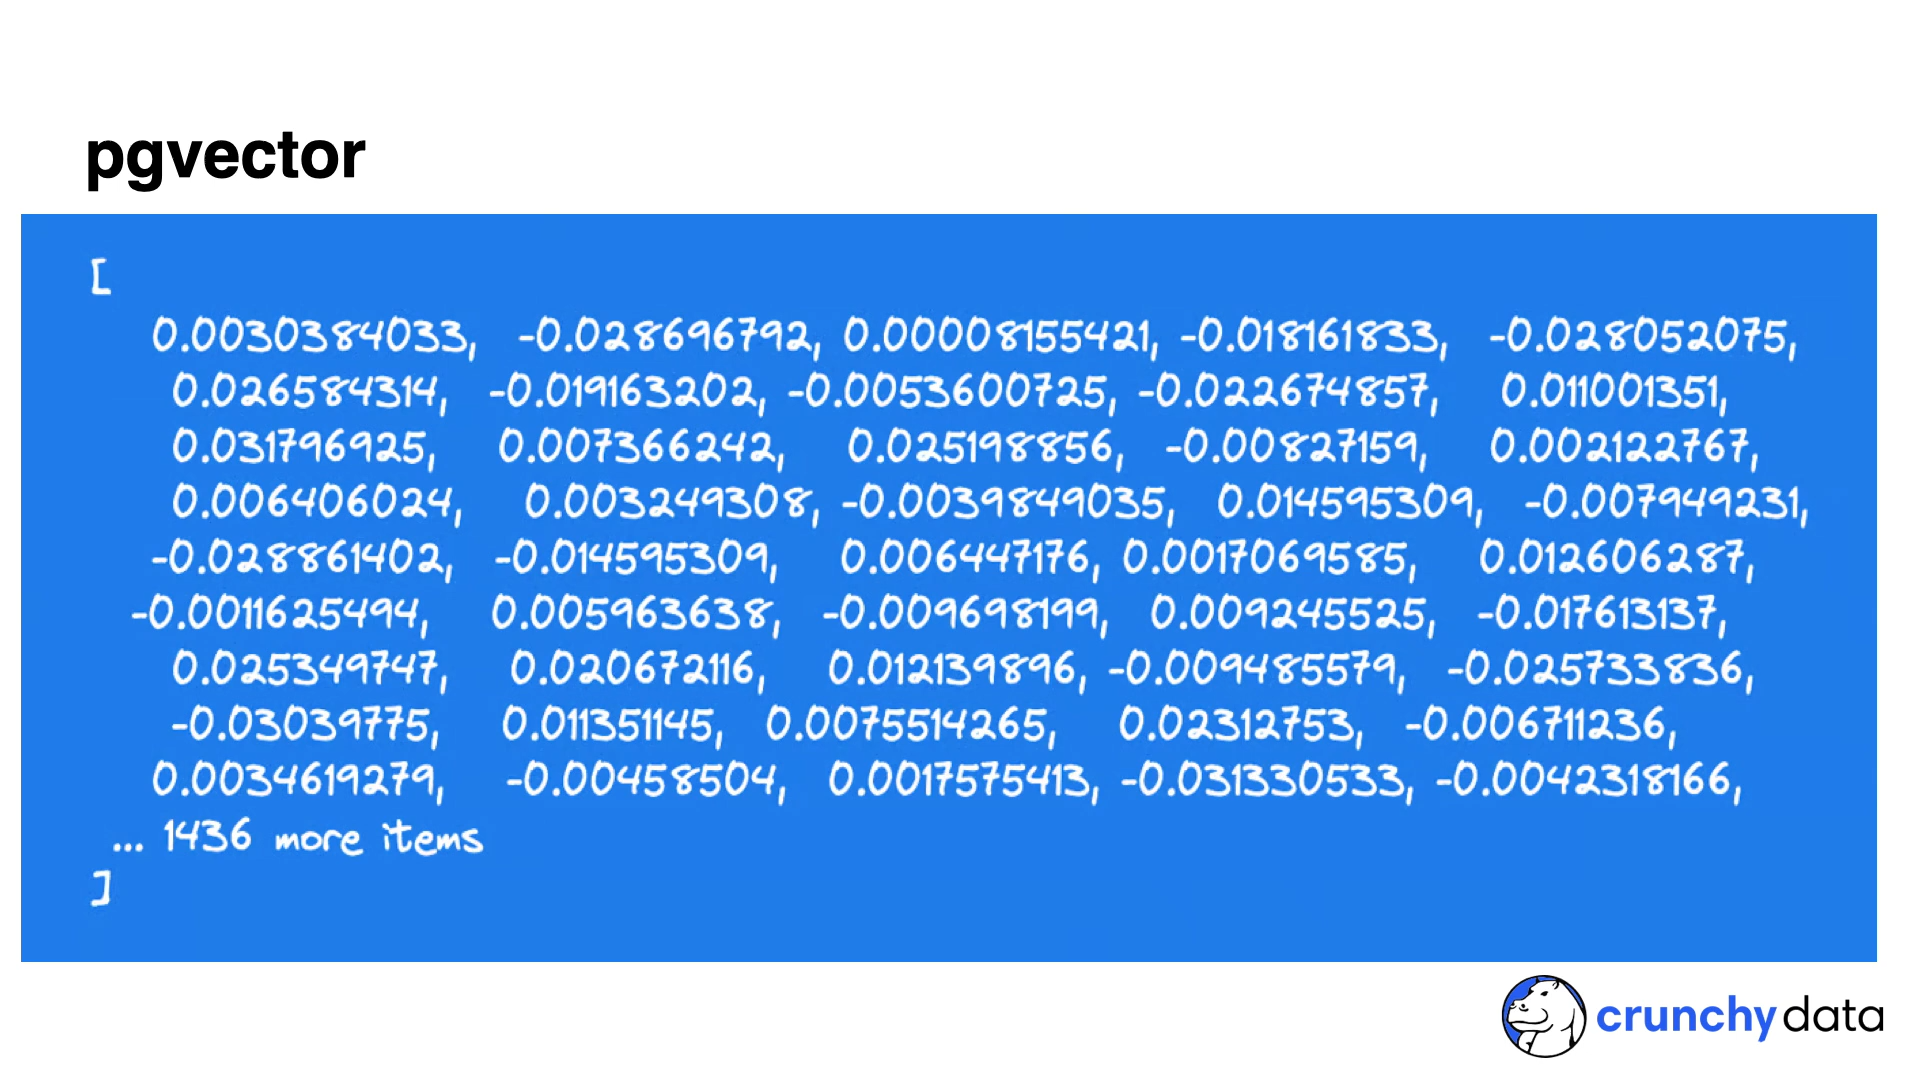 pgvector
[
0.0030384033, -0.028696792, 0.00008155421, -0.018161833, -0.028052075,
0.026584314, -0.019163202, -0.0053600725, -0.022674857, 0.011001351,
0.031796925, 0.007366242, 0.025198856, -0.00827159, 0.002122767,
0.006406024, 0.003249308, -0.0039849035, 0.014595309, -0.007949231,
-0.028861402, -0.014595309, 0.006447176, 0.0017069585, 0.012606287,
-0.0011625494, 0.005963638, -0.009698199, 0.009245525, -0.017613137,
0.025349747, 0.020672116, 0.012139896, -0.009485579, -0.025733836,
-0.03039775, 0.011351145, 0.0075514265, 0.02312753, -0.006711236,
0.0034619279, -0.00458504, 0.0017575413, -0.031330533, -0.0042318166,
... 1436 more items
]
crunchy data